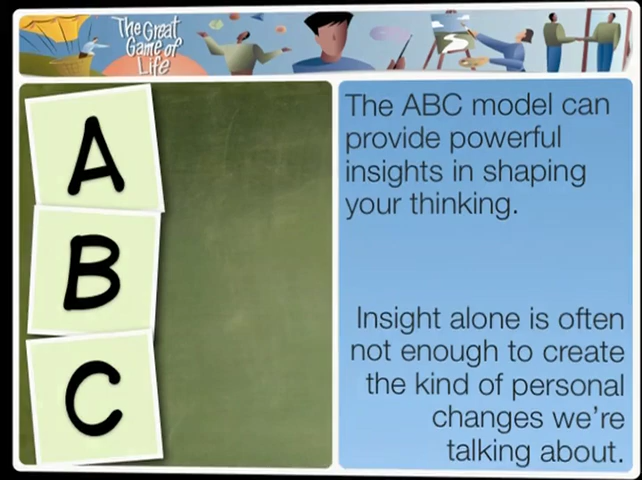 The Great
Game of
Life
A
B
C
The ABC model can
provide powerful
insights in shaping
your thinking.
Insight alone is often
not enough to create
the kind of personal
changes we're
talking about.